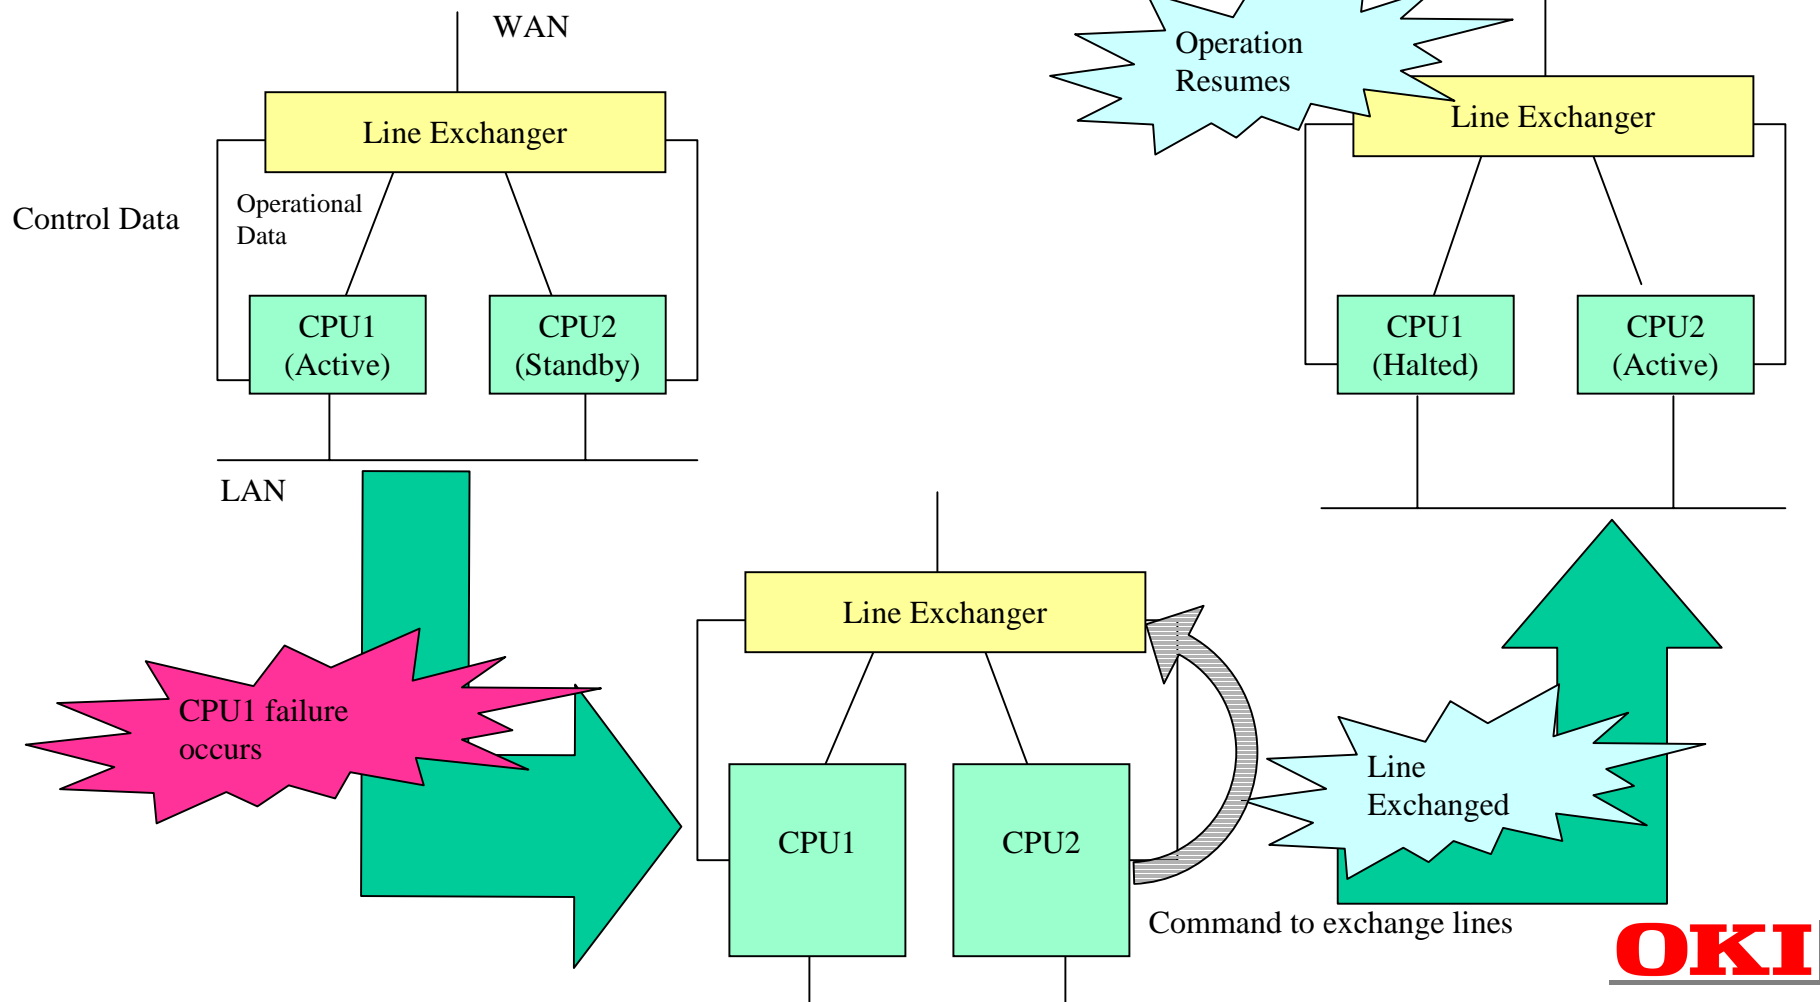 WAN
Line Exchanger
Control Data
Operational
Data
CPU1
(Active)
CPU2
(Standby)
LAN
CPU1 failure
occurs
Line Exchanger
CPU1
CPU2
Command to exchange lines
Line
Exchanged
Operation
Resumes
Line Exchanger
CPU1
(Halted)
CPU2
(Active)
OKI